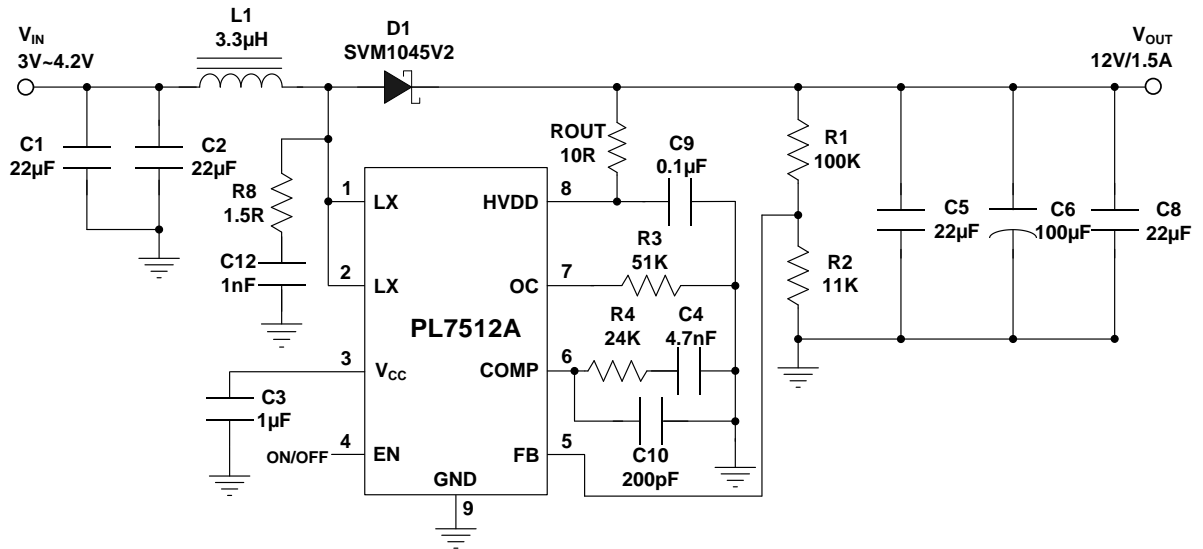 L1
3.3µH
D1
SVM1045V2
VIN
3V~4.2V
VOUT
12V/1.5A
C1
22µF
C2
22µF
R8
1.5R
C12
1nF
ROUT
10R
C9
0.1µF
R1
100K
R2
11K
C5
22µF
C6
100µF
C8
22µF
1
LX
HVDD
8
2
LX
OC
7
R3
51K
PL7512A
R4
24K
C4
4.7nF
3
VCC
COMP
6
C3
1µF
4
ON/OFF
EN
FB
5
C10
200pF
GND
9